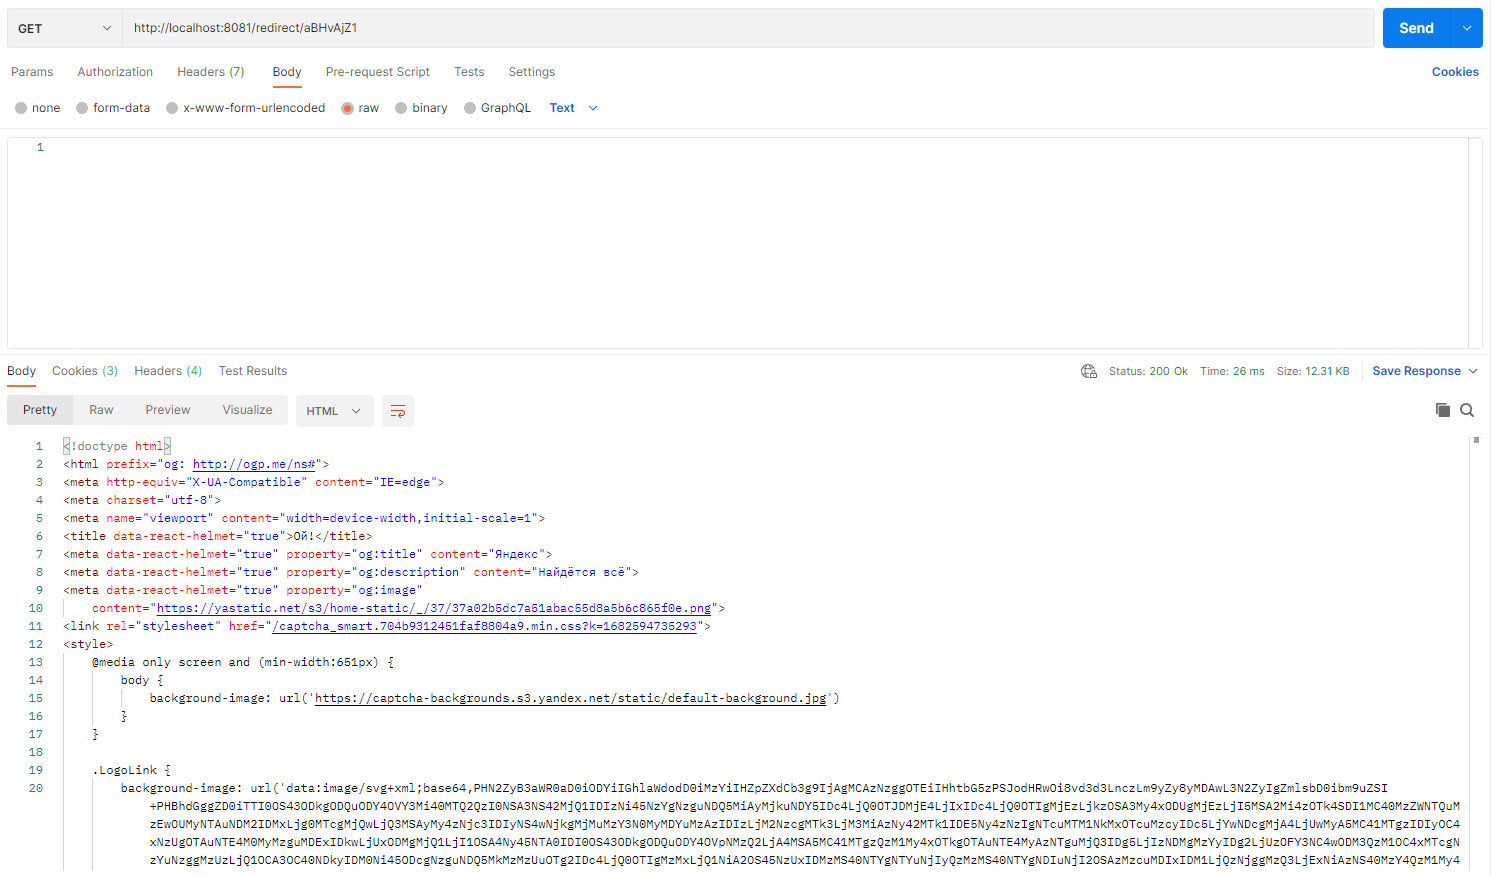 GET http://localhost:8081/redirect/aBHvAjZ1 Send
Params Authorization Headers (7) Body Pre-request Script Tests Settings Cookies
none form-data x-www-form-urlencoded raw binary GraphQL Text
1
Body Cookies (3) Headers (4) Test Results Status: 200 Ok Time: 26 ms Size: 12.31 KB Save Response
Pretty Raw Preview Visualize HTML
1 <!doctype html>
2 <html prefix="og: http://ogp.me/ns#">
3 <meta http-equiv="X-UA-Compatible" content="IE=edge">
4 <meta charset="utf-8">
5 <meta name="viewport" content="width=device-width,initial-scale=1">
6 <title data-react-helmet="true">Ой!</title>
7 <meta data-react-helmet="true" property="og:title" content="Яндекс">
8 <meta data-react-helmet="true" property="og:description" content="Найдётся всё">
9 <meta data-react-helmet="true" property="og:image"
10 content="https://yastatic.net/s3/home-static/_/37/37a02b5dc7a51abac55d8a5b6c865f0e.png">
11 <link rel="stylesheet" href="/captcha_smart.704b9312451faf8804a9.min.css?k=1682594735293">
12 <style>
13 @media only screen and (min-width:651px) {
14 body {
15 background-image: url('https://captcha-backgrounds.s3.yandex.net/static/default-background.jpg')
16 }
17 }
18
19 .LogoLink {
20 background-image: url('data:image/svg+xml;base64,